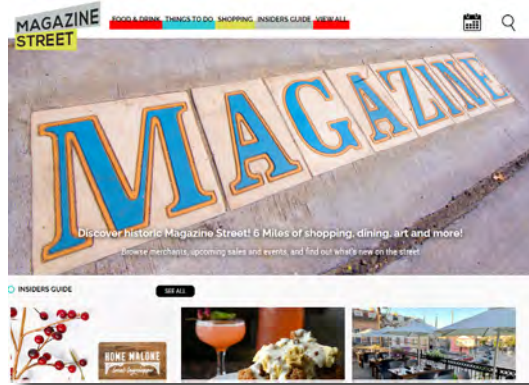 MAGAZINE
STREET
FOOD & DRINK THINGS TO DO SHOPPING INSIDERS GUIDE VIEW ALL
MAGAZINE
Discover historic Magazine Street! 6 Miles of shopping, dining, art and more!
Browse merchants, upcoming sales and events, and find out what's new on the street.
INSIDERS GUIDE
SEE ALL
HOME MALONE